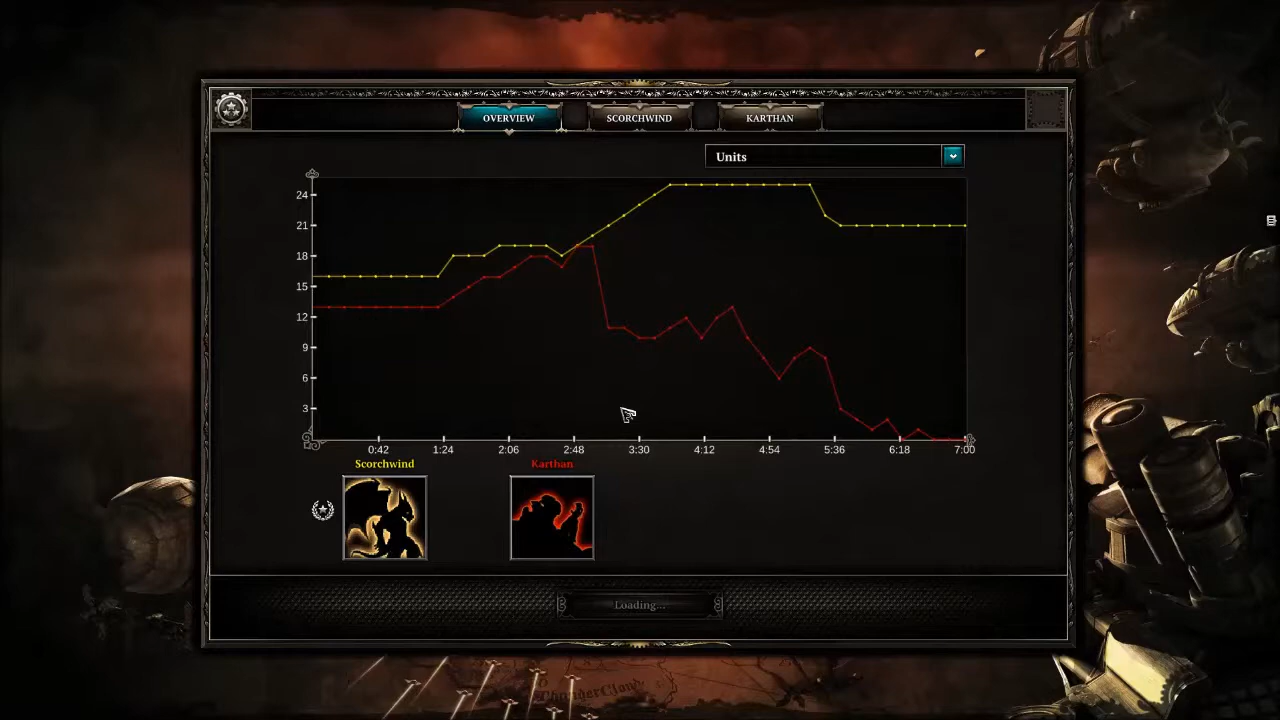 OVERVIEW SCORCHWIND KARTHAN
Units
24
21
18
15
12
9
6
3
0:42 1:24 2:06 2:48 3:30 4:12 4:54 5:36 6:18 7:00
Scorchwind Karthan
Loading...
ThunderClou